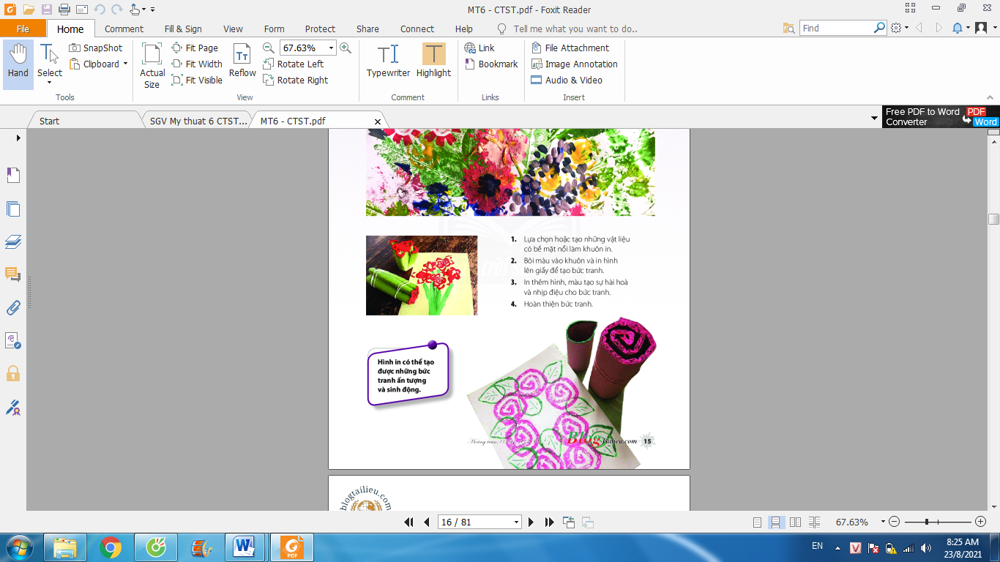 MT6 - CTST.pdf - Foxit Reader
File Home Comment Fill & Sign View Form Protect Share Connect Help Tell me what you want to do.. Find
Hand
Select
SnapShot
Clipboard
Tools
Actual Size
Fit Page
Fit Width
Fit Visible
Reflow
67.63%
Rotate Left
Rotate Right
View
Typewriter
Highlight
Comment
Link
Bookmark
Links
File Attachment
Image Annotation
Audio & Video
Insert
Start
SGV My thuat 6 CTST...
MT6 - CTST.pdf
Free PDF to Word
Converter
PDF
Word
1. Lựa chọn hoặc tạo những vật liệu
có bề mặt nổi làm khuôn in.
2. Bôi màu vào khuôn và in hình
lên giấy để tạo bức tranh.
3. In thêm hình, màu tạo sự hài hoà
và nhịp điệu cho bức tranh.
4. Hoàn thiện bức tranh.
Hình in có thể tạo
được những bức
tranh ấn tượng
và sinh động.
Blog Tailieu.com 15
blogtailieu.com
16 / 81
67.63%
PDF
EN
8:25 AM
23/8/2021